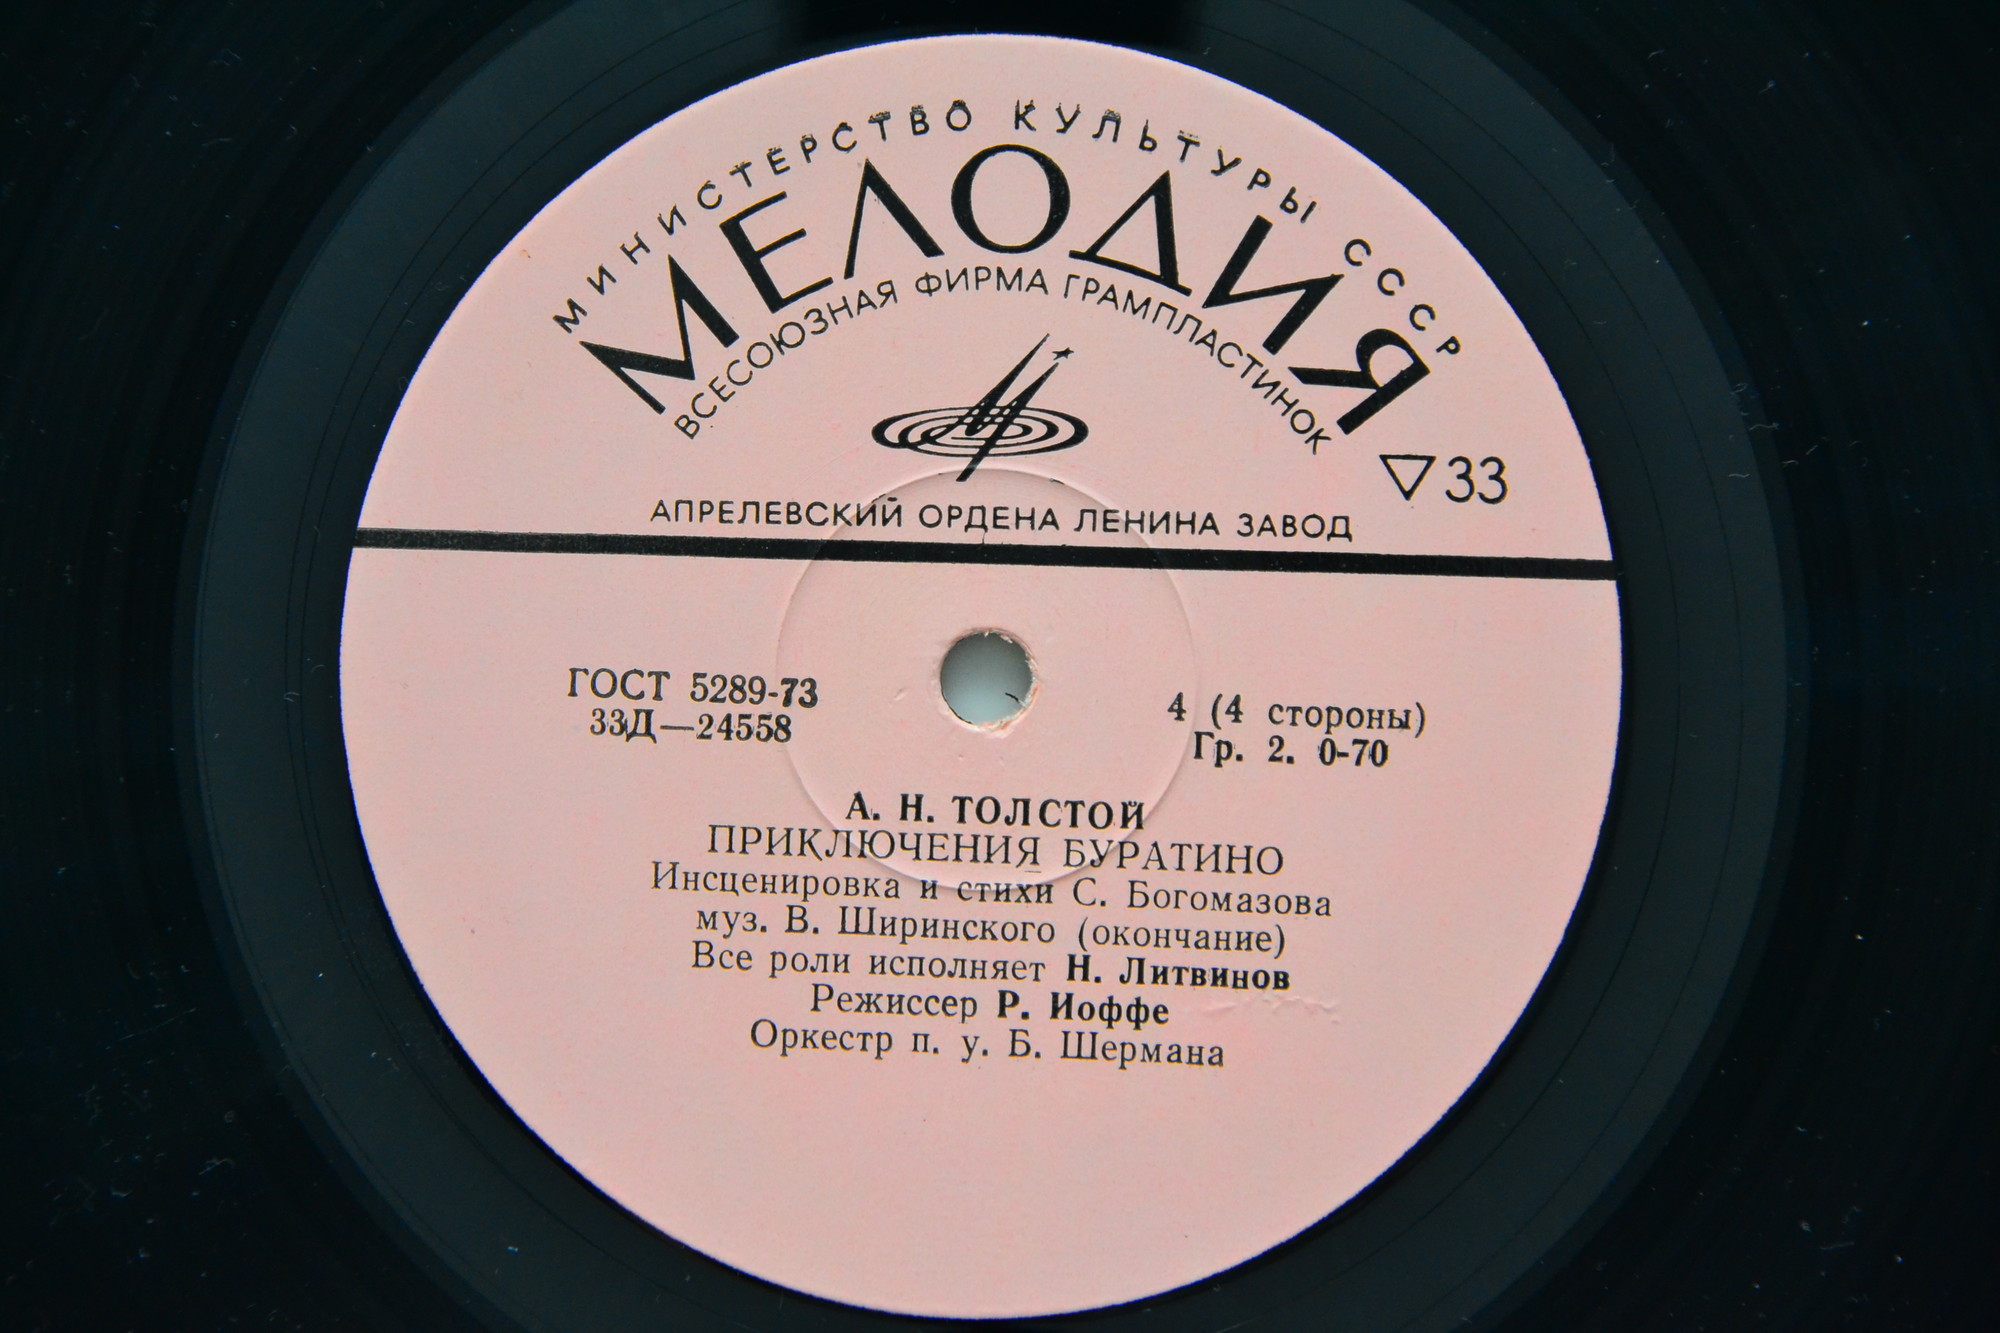 МИНИСТЕРСТВО КУЛЬТУРЫ СССР
МЕЛОДИЯ
ВСЕСОЮЗНАЯ ФИРМА ГРАМПЛАСТИНОК
▽33
АПРЕЛЕВСКИЙ ОРДЕНА ЛЕНИНА ЗАВОД
ГОСТ 5289-73
33Д—24558
4 (4 стороны)
Гр. 2. 0-70
А. Н. ТОЛСТОЙ
ПРИКЛЮЧЕНИЯ БУРАТИНО
Инсценировка и стихи С. Богомазова
муз. В. Ширинского (окончание)
Все роли исполняет Н. Литвинов
Режиссер Р. Иоффе
Оркестр п. у. Б. Шермана